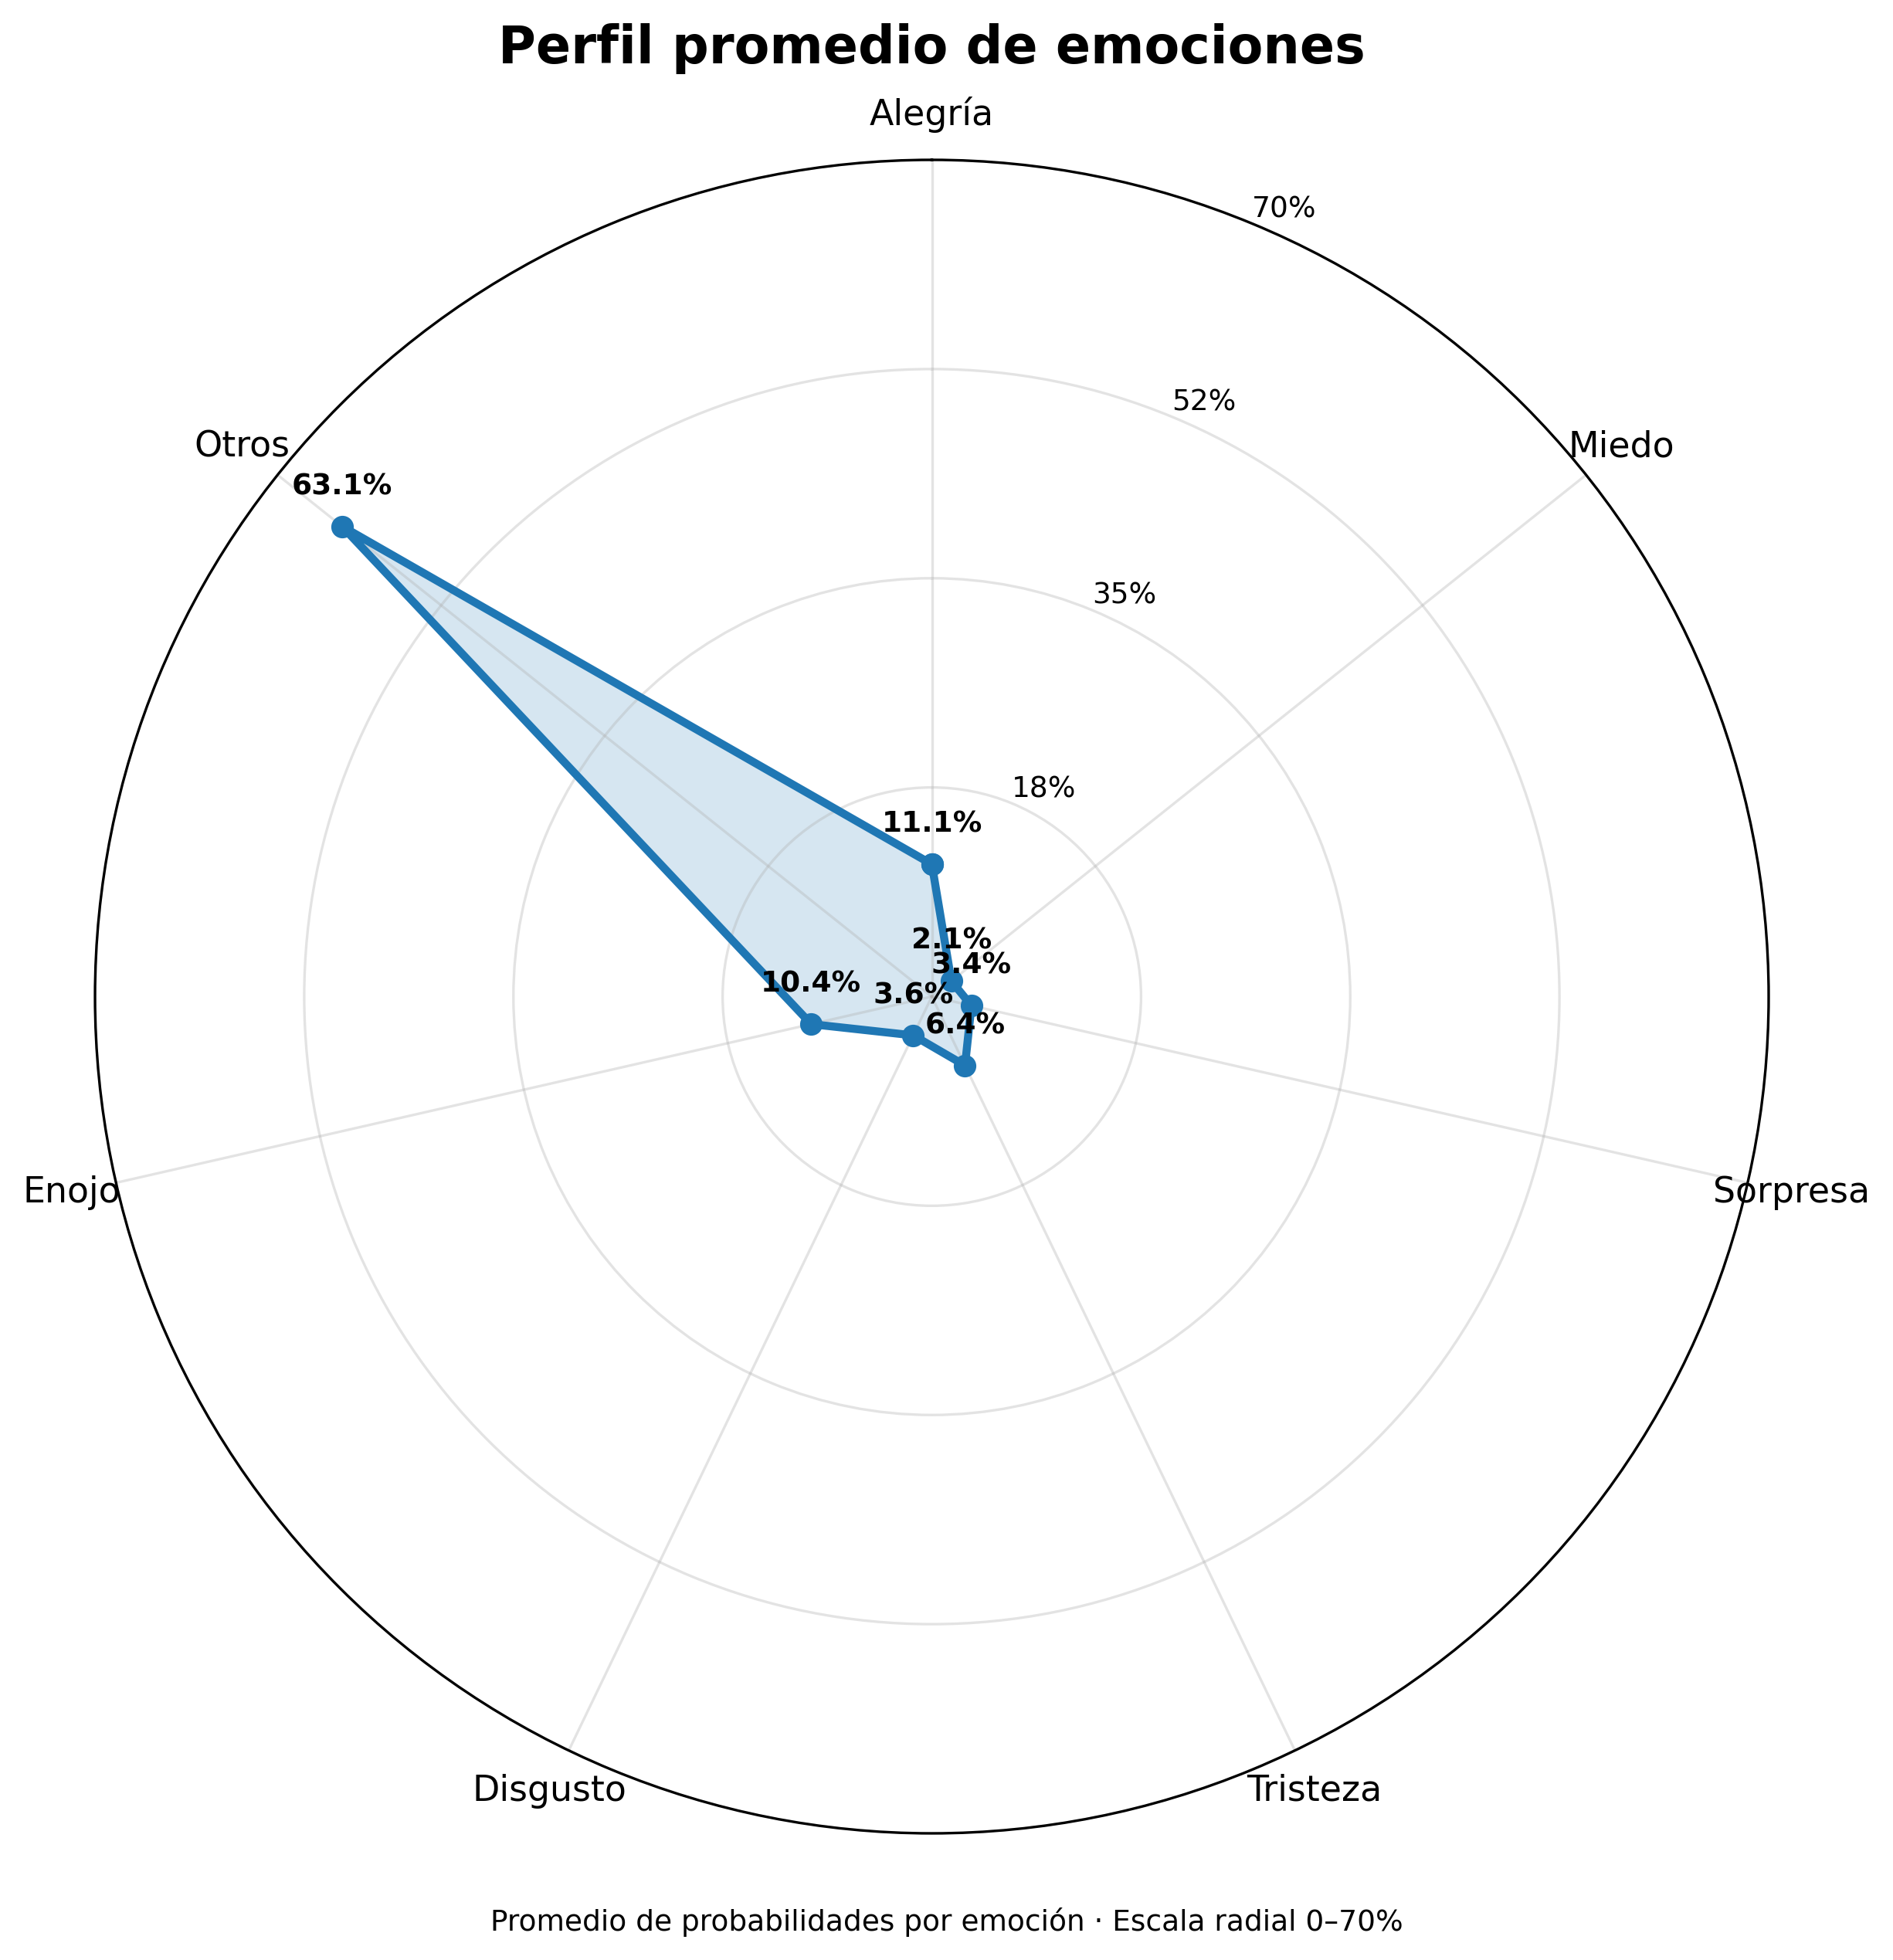 Perfil promedio de emociones
Alegría
70%
52%
Otros
Miedo
63.1%
35%
18%
11.1%
2.1%
3.4%
10.4%
3.6%
6.4%
Enojo
Sorpresa
Disgusto
Tristeza
Promedio de probabilidades por emoción · Escala radial 0–70%